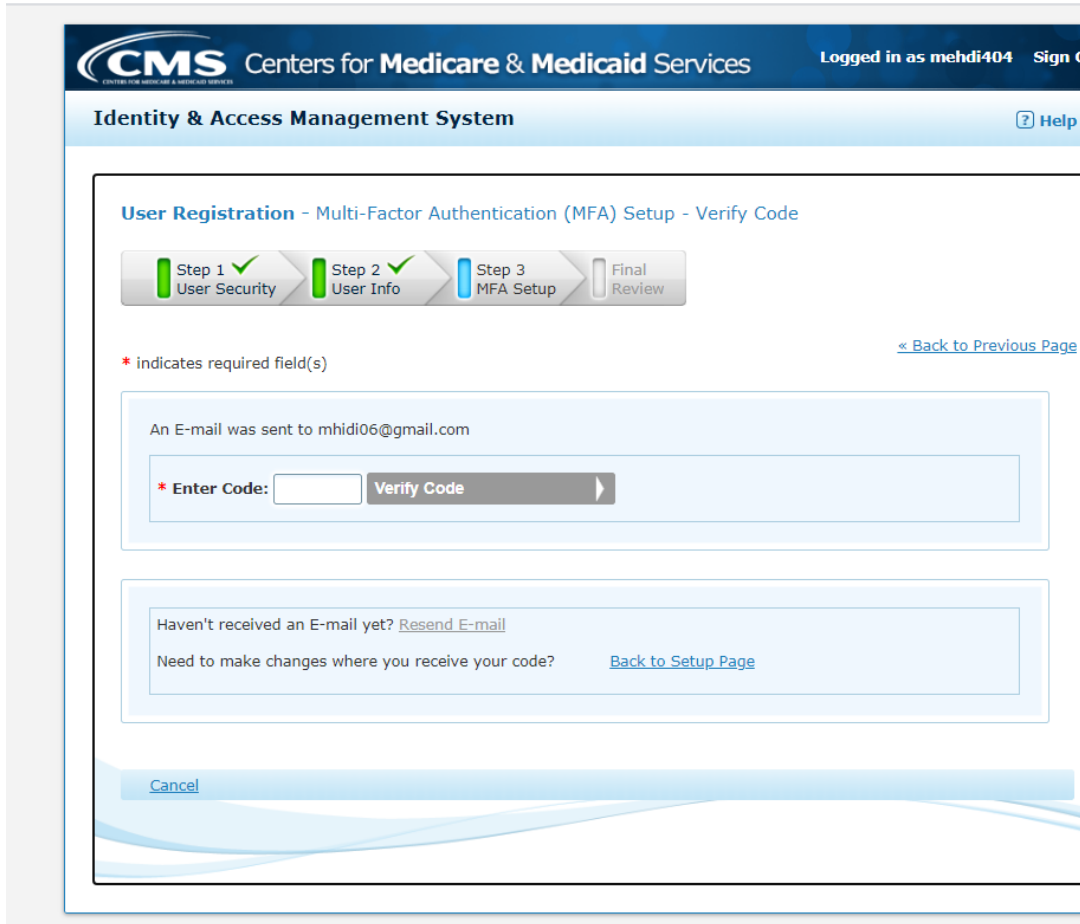 CMS Centers for Medicare & Medicaid Services Logged in as mehdi404 Sign
CENTERS FOR MEDICARE & MEDICAID SERVICES
Identity & Access Management System ? Help
User Registration - Multi-Factor Authentication (MFA) Setup - Verify Code
Step 1 Step 2 Step 3 Final
User Security User Info MFA Setup Review
« Back to Previous Page
* indicates required field(s)
An E-mail was sent to mhidi06@gmail.com
* Enter Code: Verify Code
Haven't received an E-mail yet? Resend E-mail
Need to make changes where you receive your code? Back to Setup Page
Cancel